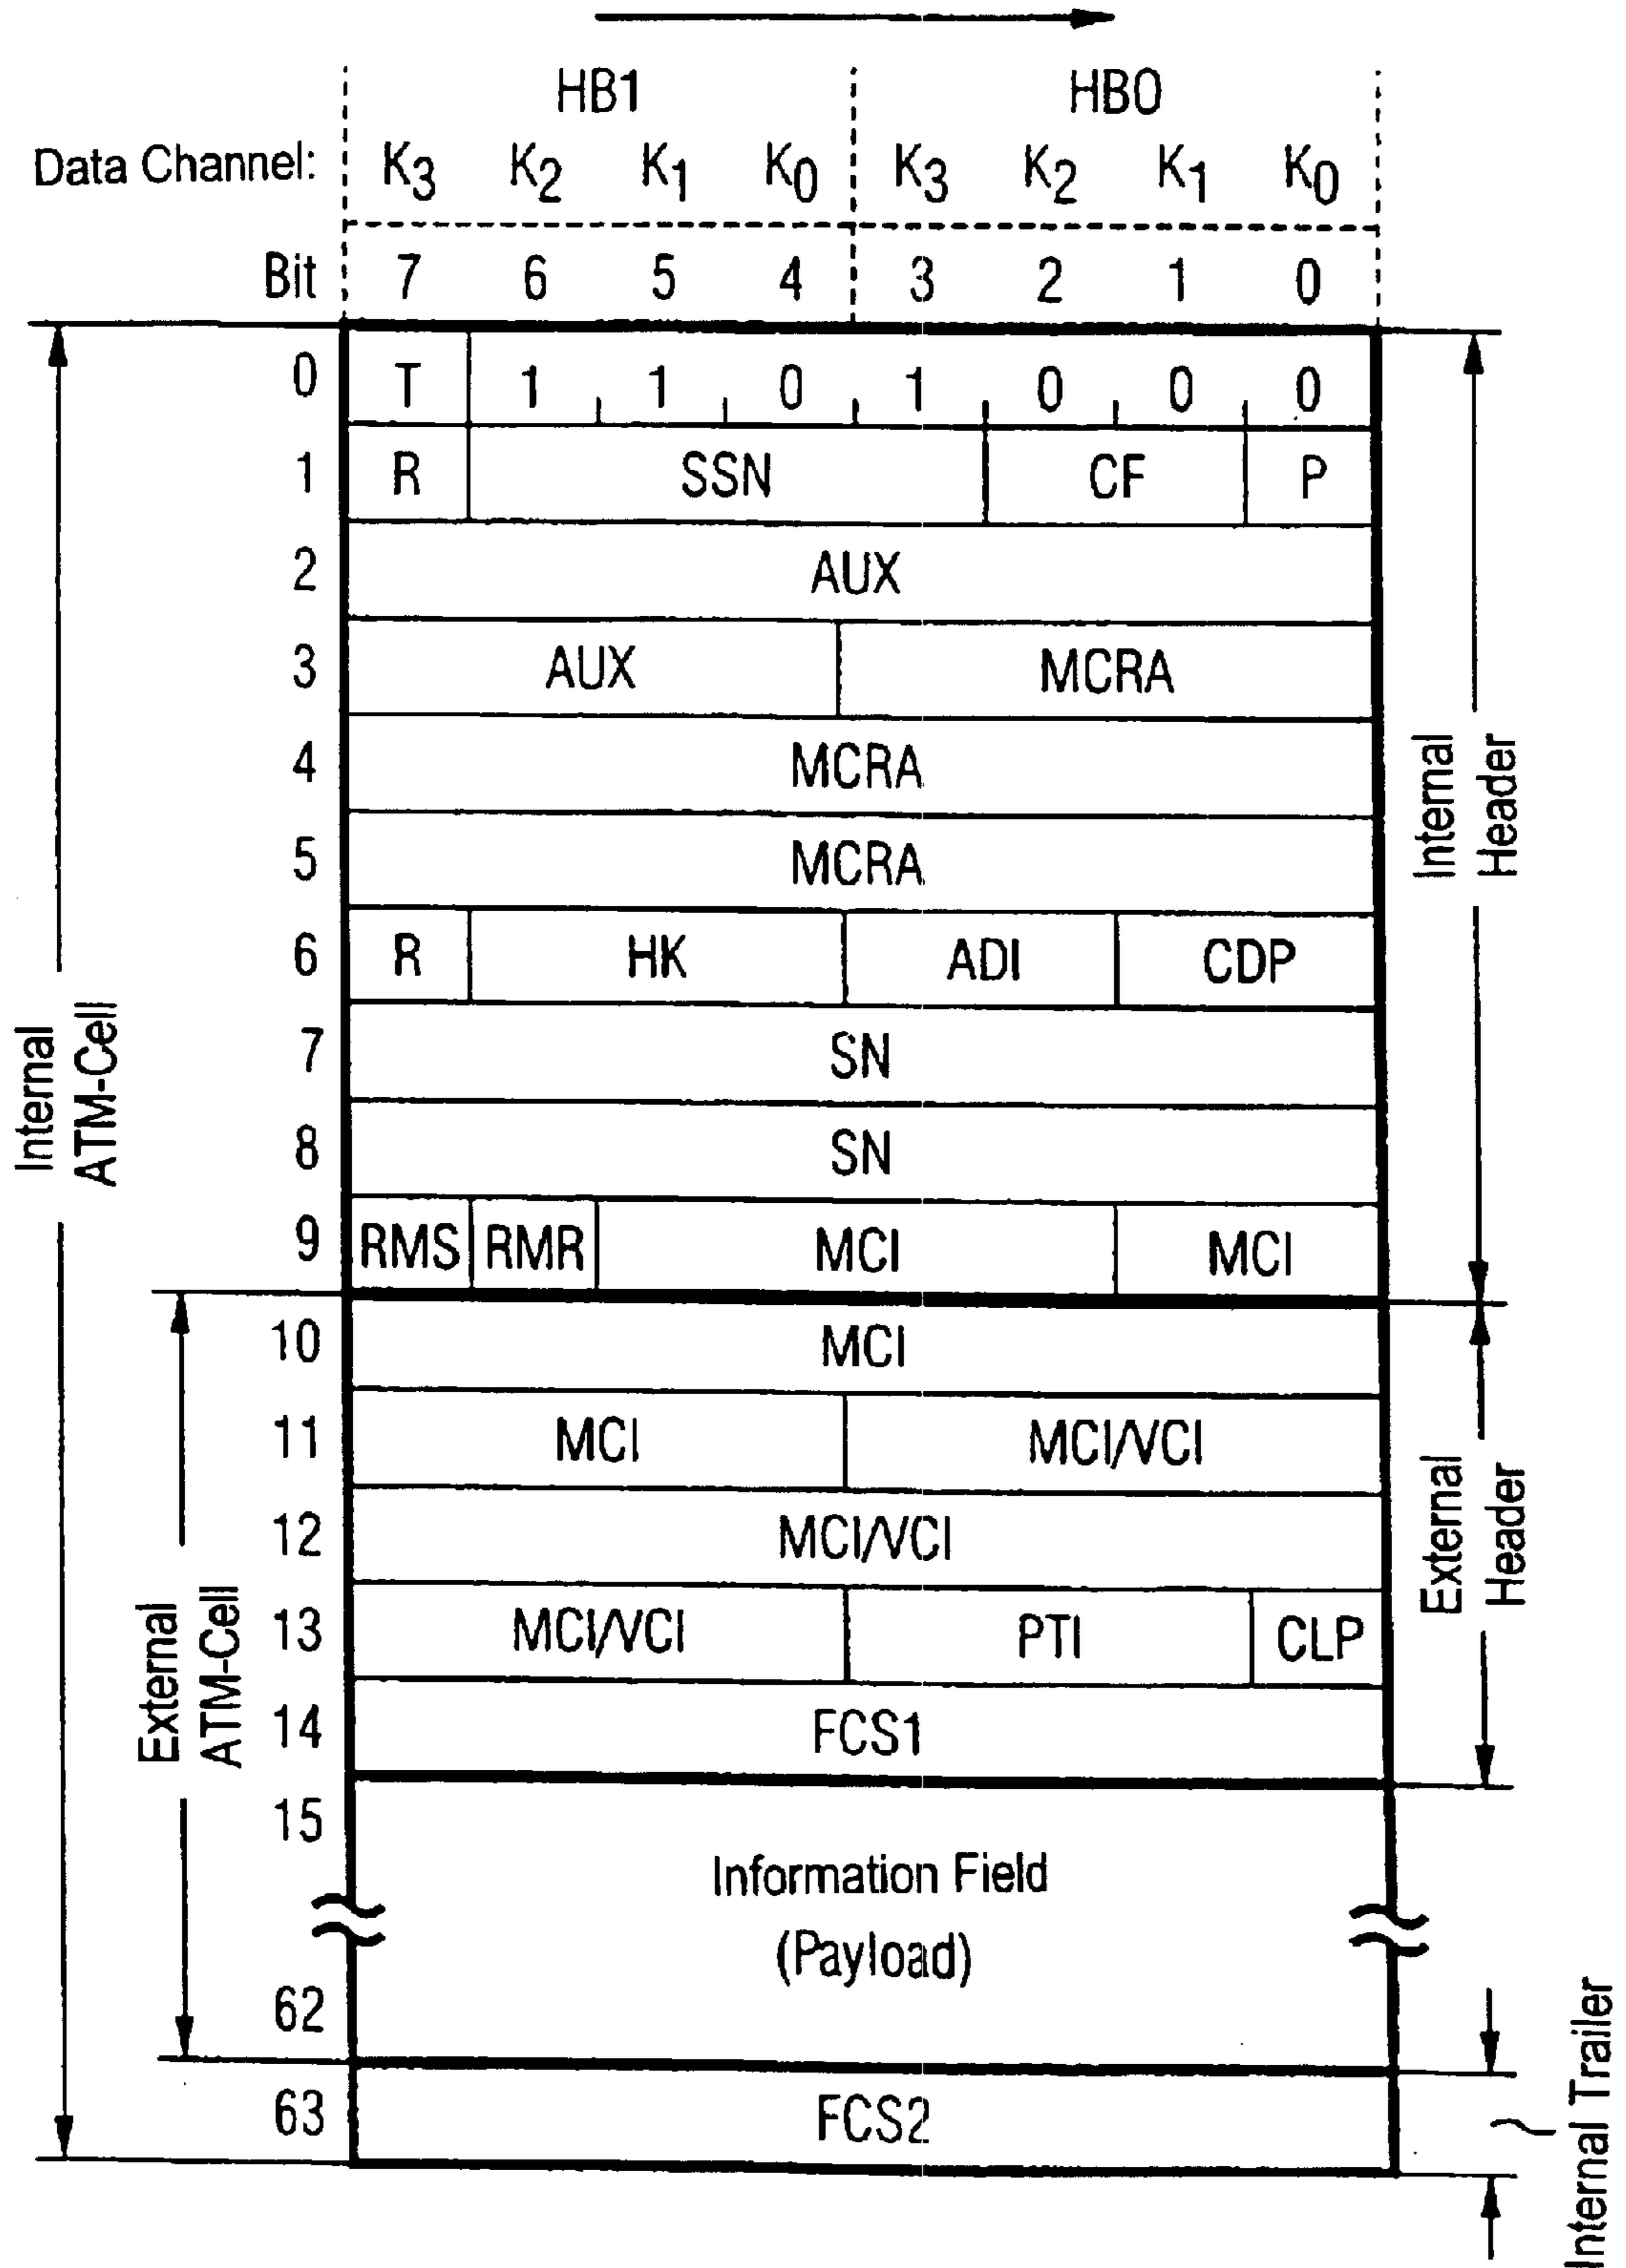 HB1 HB0
Data Channel: K3 K2 K1 K0 K3 K2 K1 K0
Bit 7 6 5 4 3 2 1 0
0 T 1 1 0 1 0 0 0
1 R SSN CF P
2 AUX
3 AUX MCRA
4 MCRA
5 MCRA
6 R HK ADI CDP
7 SN
8 SN
9 RMS RMR MCI MCI
10 MCI
11 MCI MCI/VCI
12 MCI/VCI
13 MCI/VCI PTI CLP
14 FCS1
15
Information Field
(Payload)
62
63 FCS2
Internal
ATM-Cell
External
ATM-Cell
Internal
Header
External
Header
Internal Trailer